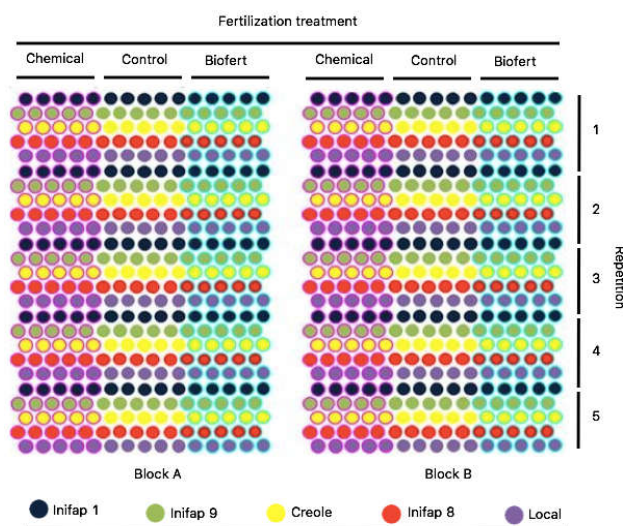 Fertilization treatment
Chemical Control Biofert Chemical Control Biofert
1
2
3
4
5
Repetition
Block A Block B
Inifap 1 Inifap 9 Creole Inifap 8 Local